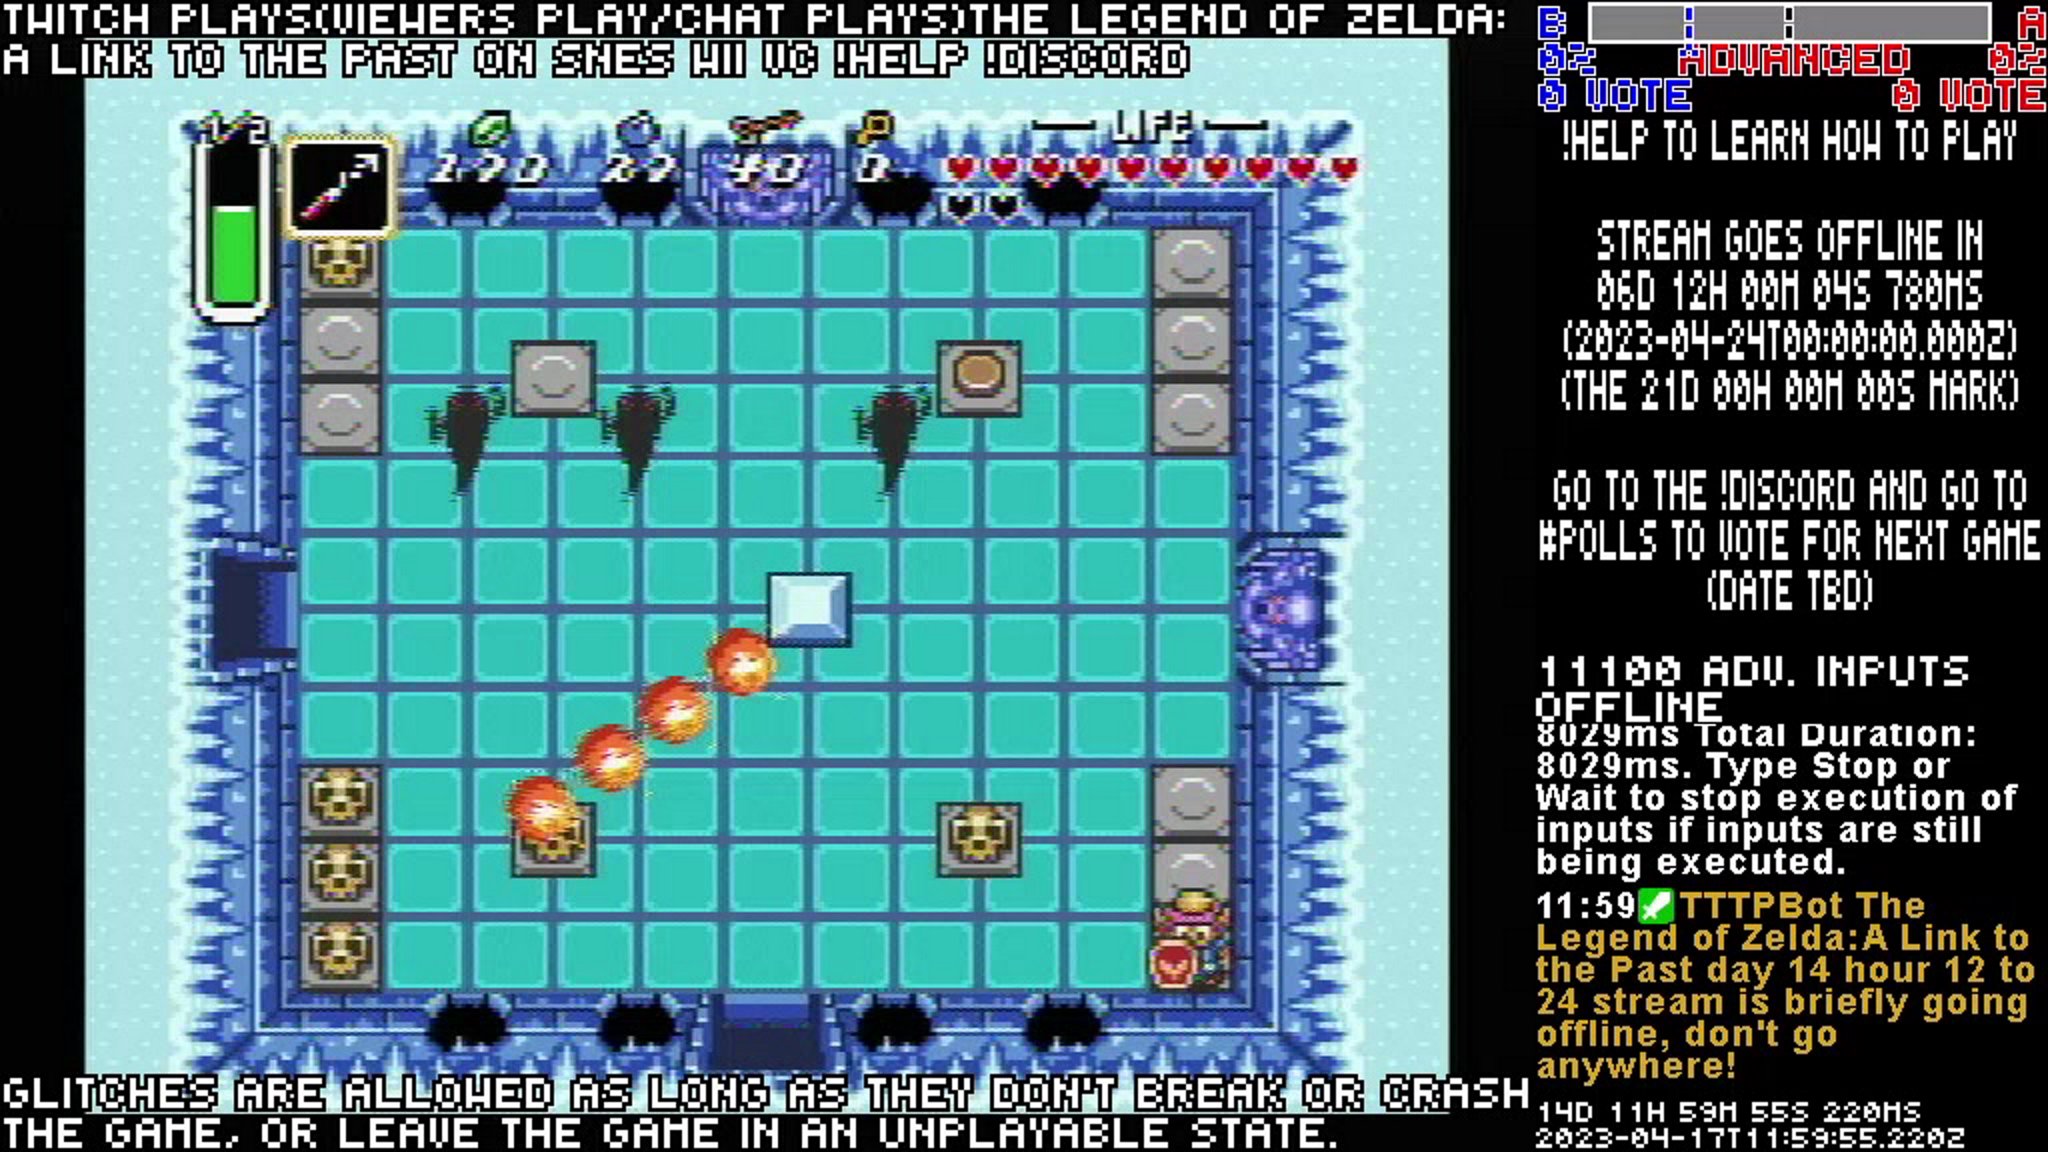 TWITCH PLAYS(VIEWERS PLAY/CHAT PLAYS)THE LEGEND OF ZELDA:
A LINK TO THE PAST ON SNES WII VC !HELP !DISCORD
1/2
LIFE
40
0
B
A
0%
ADVANCED
0%
0 VOTE
0 VOTE
!HELP TO LEARN HOW TO PLAY
STREAM GOES OFFLINE IN
06D 12H 00M 04S 780MS
(2023-04-24T00:00:00.000Z)
(THE 21D 00H 00M 00S MARK)
GO TO THE !DISCORD AND GO TO
#POLLS TO VOTE FOR NEXT GAME
(DATE TBD)
11100 ADV. INPUTS
OFFLINE
8029ms Total Duration:
8029ms. Type Stop or
Wait to stop execution of
inputs if inputs are still
being executed.
11:59 TTTPBot The
Legend of Zelda:A Link to
the Past day 14 hour 12 to
24 stream is briefly going
offline, don't go
anywhere!
14D 11H 59M 55S 220MS
2023-04-17T11:59:55.220Z
GLITCHES ARE ALLOWED AS LONG AS THEY DON'T BREAK OR CRASH
THE GAME, OR LEAVE THE GAME IN AN UNPLAYABLE STATE.